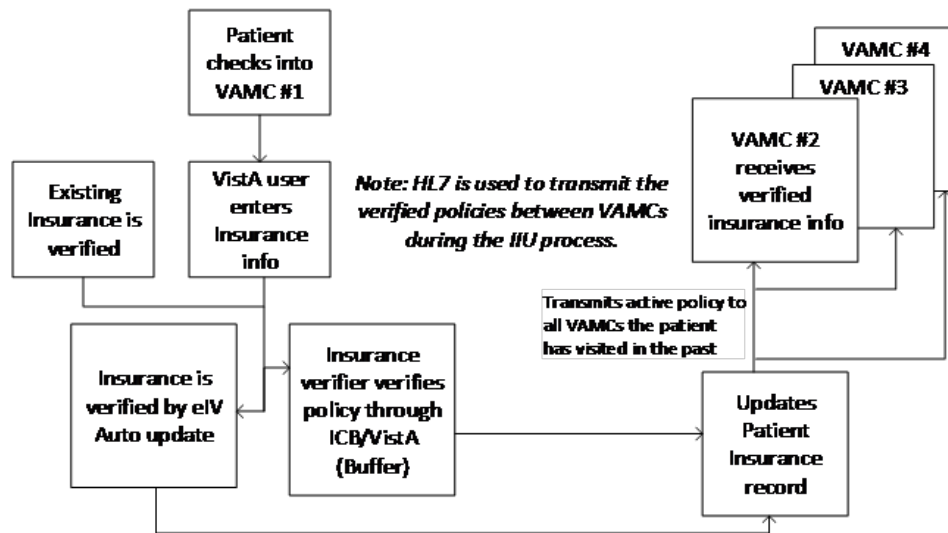 Patient
checks into
VAMC #1
VAMC #4
VAMC #3
VAMC #2
receives
verified
insurance info
Existing
Insurance is
verified
VistA user
enters
Insurance
info
Note: HL7 is used to transmit the
verified policies between VAMCs
during the IIU process.
Transmits active policy to
all VAMCs the patient
has visited in the past
Insurance is
verified by eIV
Auto update
Insurance
verifier verifies
policy through
ICB/VistA
(Buffer)
Updates
Patient
Insurance
record